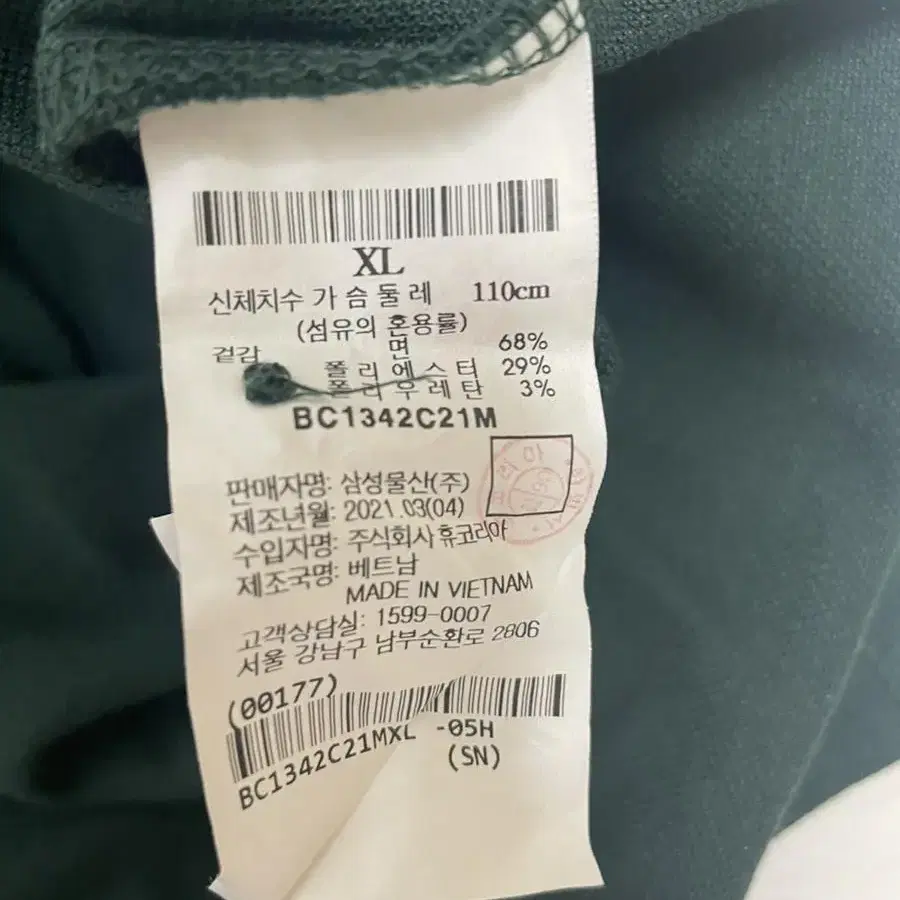 XL
신체치수 가슴둘레 110cm
(섬유의 혼용률)
겉감 면 68%
폴리에스터 29%
폴리우레탄 3%
BC1342C21M
판매자명: 삼성물산(주)
제조년월: 2021.03(04)
수입자명: 주식회사 휴코리아
제조국명: 베트남
MADE IN VIETNAM
고객상담실: 1599-0007
서울 강남구 남부순환로 2806
(00177)
BC1342C21MXL -05H
(SN)